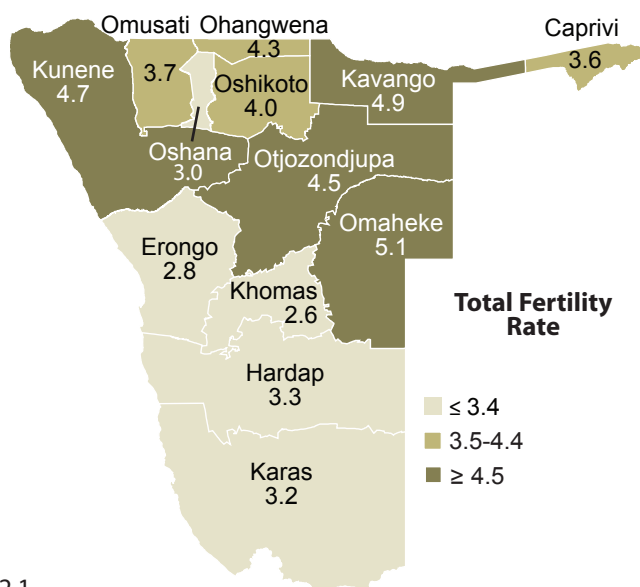 Omusati
Ohangwena
Caprivi
4.3
3.6
Kunene
4.7
3.7
Oshikoto
4.0
Kavango
4.9
Oshana
3.0
Otjozondjupa
4.5
Omaheke
5.1
Erongo
2.8
Khomas
2.6
Total Fertility
Rate
Hardap
3.3
≤ 3.4
3.5-4.4
≥ 4.5
Karas
3.2